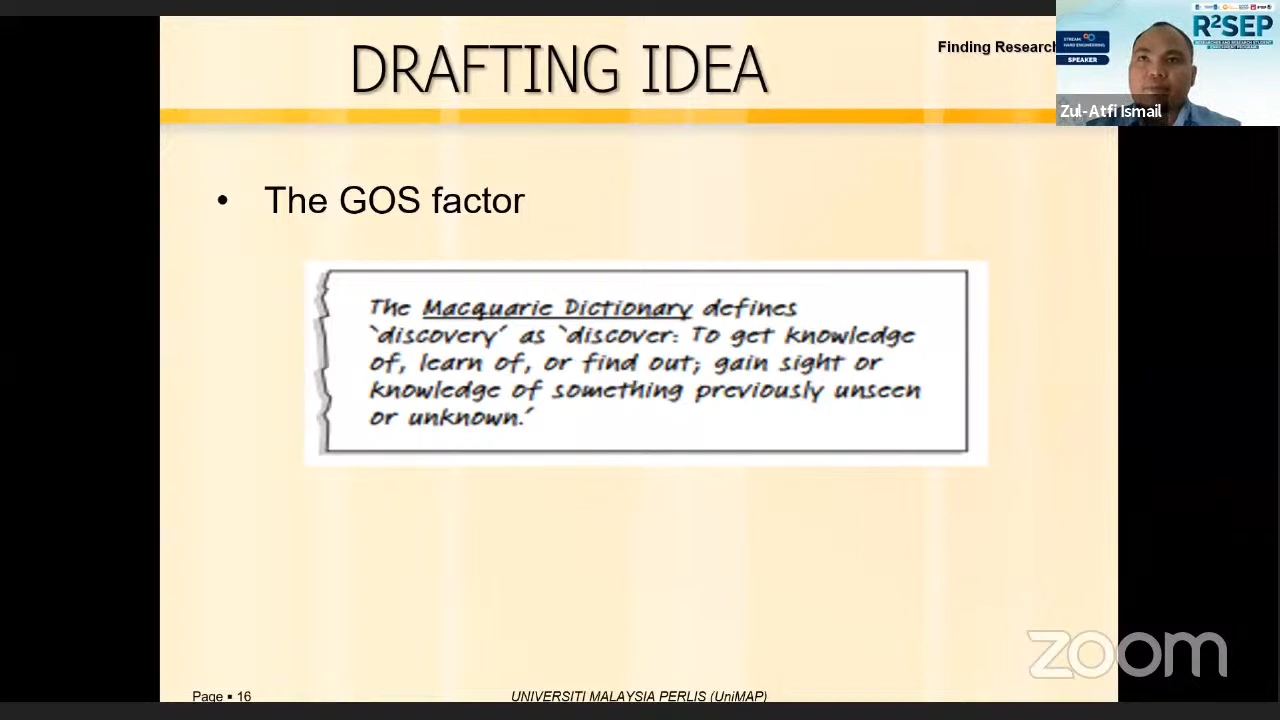 DRAFTING IDEA
Finding Research
• The GOS factor
The Macquarie Dictionary defines
‘discovery’ as ‘discover: To get knowledge
of, learn of, or find out; gain sight or
knowledge of something previously unseen
or unknown.’
Page ▪ 16
UNIVERSITI MALAYSIA PERLIS (UniMAP)
R²SEP
SPEAKER
Zul-Atfi Ismail
zoom